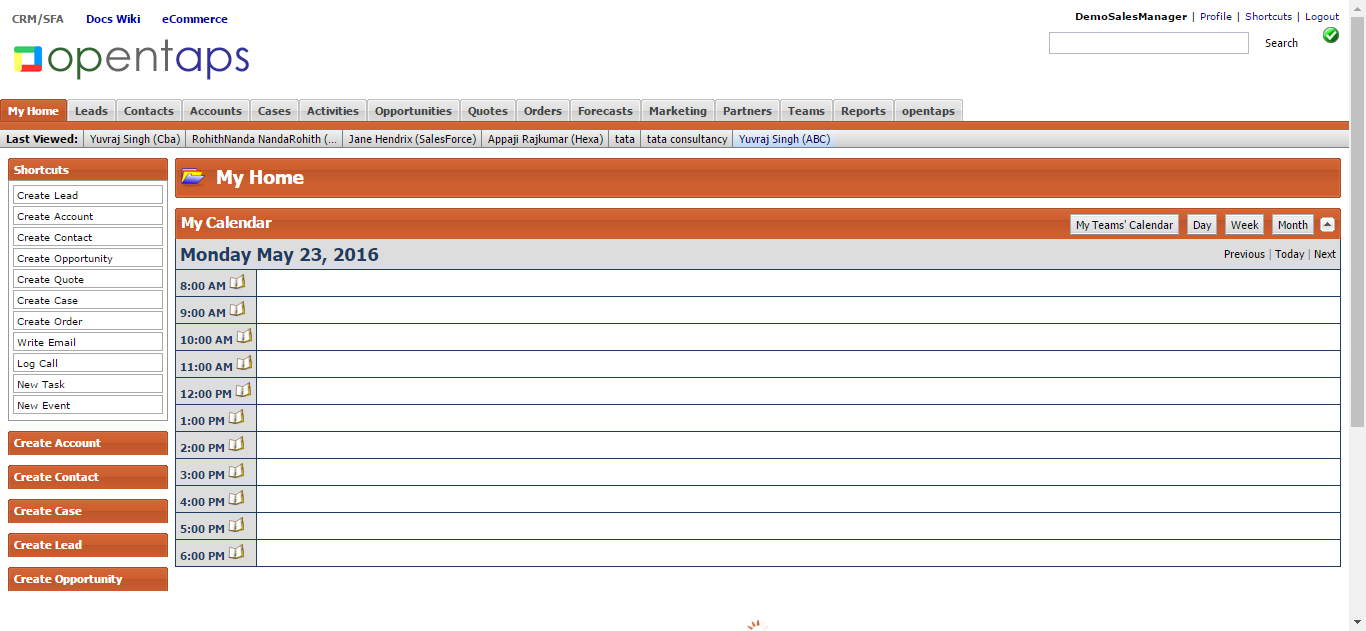 CRM/SFA Docs Wiki eCommerce
DemoSalesManager | Profile | Shortcuts | Logout
opentaps
Search
My Home Leads Contacts Accounts Cases Activities Opportunities Quotes Orders Forecasts Marketing Partners Teams Reports opentaps
Last Viewed: Yuvraj Singh (Cba) RohithNanda NandaRohith (... Jane Hendrix (SalesForce) Appaji Rajkumar (Hexa) tata tata consultancy Yuvraj Singh (ABC)
Shortcuts
Create Lead
Create Account
Create Contact
Create Opportunity
Create Quote
Create Case
Create Order
Write Email
Log Call
New Task
New Event
Create Account
Create Contact
Create Case
Create Lead
Create Opportunity
My Home
My Calendar My Teams' Calendar Day Week Month
Monday May 23, 2016 Previous | Today | Next
8:00 AM
9:00 AM
10:00 AM
11:00 AM
12:00 PM
1:00 PM
2:00 PM
3:00 PM
4:00 PM
5:00 PM
6:00 PM